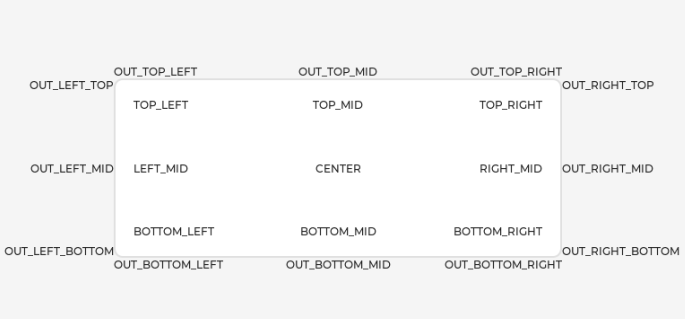 OUT_TOP_LEFT OUT_TOP_MID OUT_TOP_RIGHT
OUT_LEFT_TOP OUT_RIGHT_TOP
TOP_LEFT TOP_MID TOP_RIGHT
OUT_LEFT_MID LEFT_MID CENTER RIGHT_MID OUT_RIGHT_MID
BOTTOM_LEFT BOTTOM_MID BOTTOM_RIGHT
OUT_LEFT_BOTTOM OUT_RIGHT_BOTTOM
OUT_BOTTOM_LEFT OUT_BOTTOM_MID OUT_BOTTOM_RIGHT